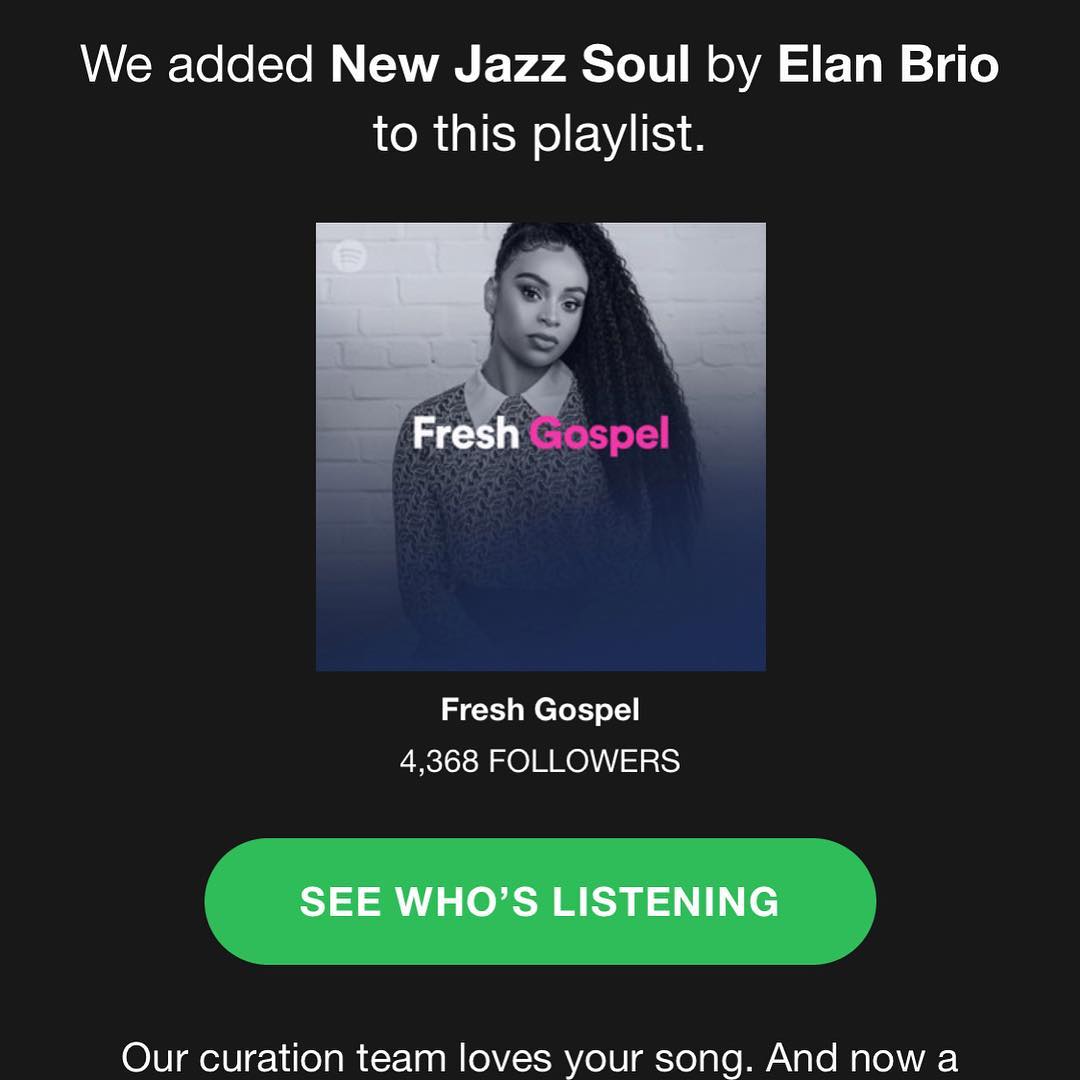 We added New Jazz Soul by Elan Brio
to this playlist.
Fresh Gospel
Fresh Gospel
4,368 FOLLOWERS
SEE WHO’S LISTENING
Our curation team loves your song. And now a